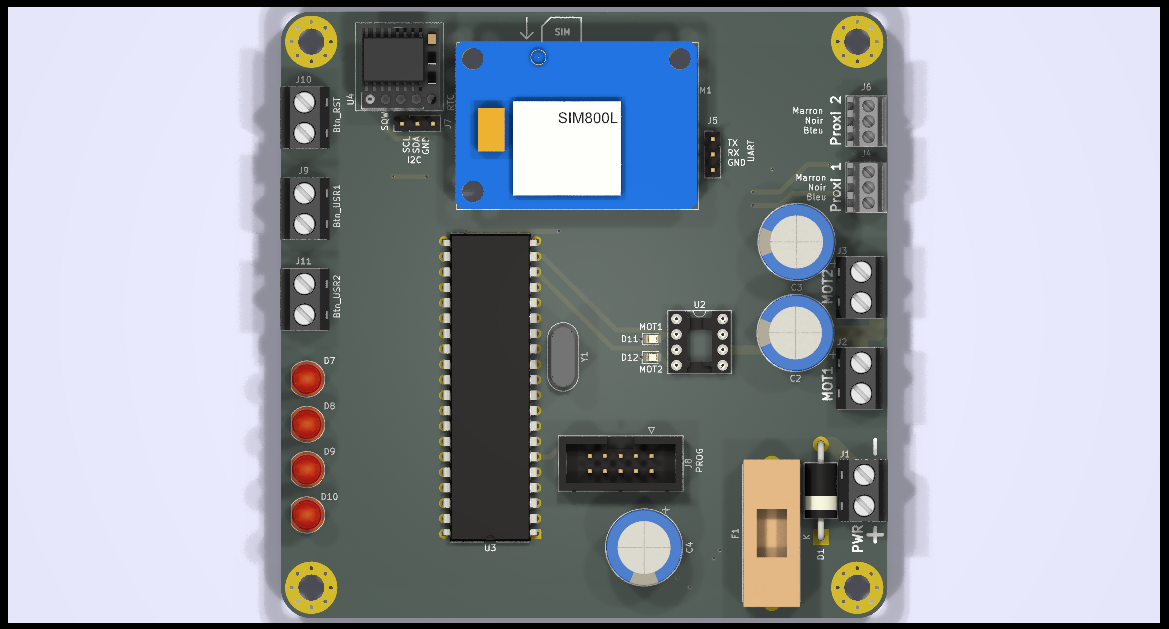 SIM
J10
Btn_RST
U4
RTC
SQW
J7
SCL
SDA
GND
I2C
SIM800L
M1
J5
TX
RX
GND
UART
J6
Marron
Noir
Bleu
Proxi 2
J4
Marron
Noir
Bleu
Proxi 1
J9
Btn_USR1
J11
Btn_USR2
C3
J3
MOT2
U2
MOT1
D11
D12
MOT2
Y1
C2
J2
MOT1
D7
D8
D9
D10
U3
J8
PROG
C4
+
F1
K
D1
J1
-
PWR
+